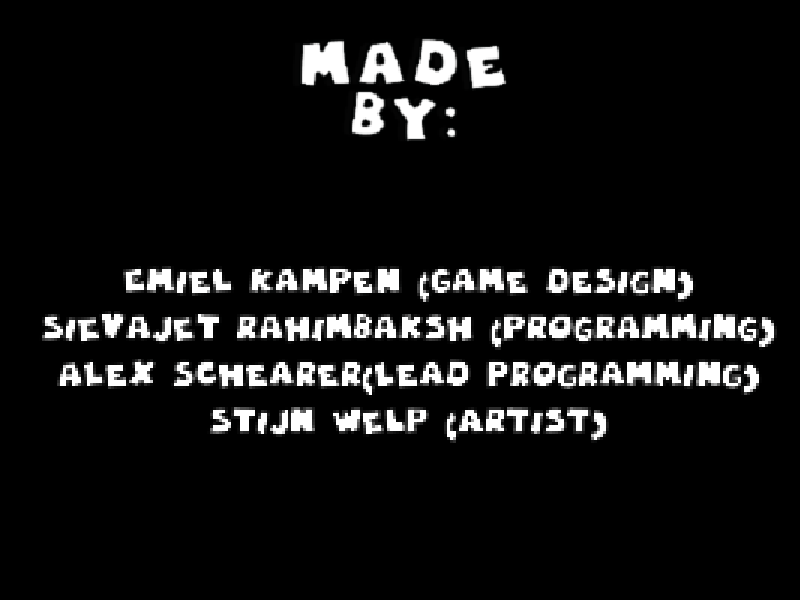 MADE
BY:
EMIEL KAMPEN (GAME DESIGN)
SIEVAJET RAHIMBAKSH (PROGRAMMING)
ALEX SCHEARER(LEAD PROGRAMMING)
STIJN WELP (ARTIST)